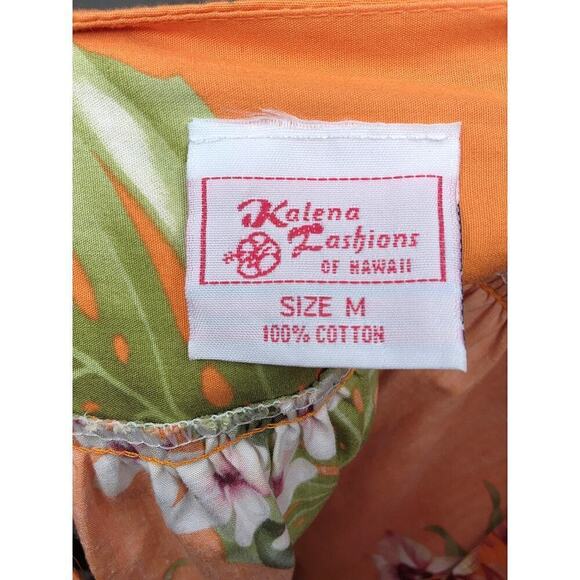 Kalena
Fashions
OF HAWAII
SIZE M
100% COTTON